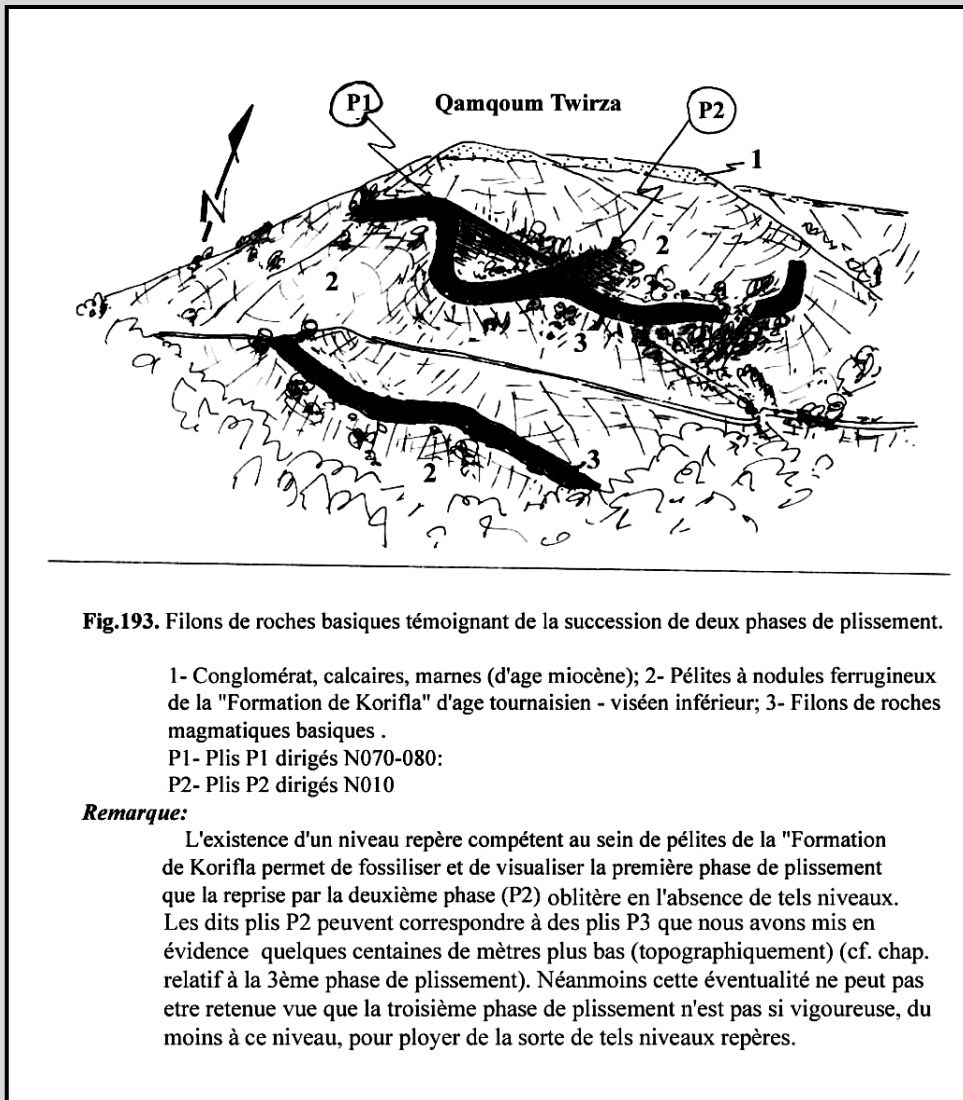 P1 Qamqoum Twirza P2
1
N
2
2
3
2
3
Fig.193. Filons de roches basiques témoignant de la succession de deux phases de plissement.
1- Conglomérat, calcaires, marnes (d'age miocène); 2- Pélites à nodules ferrugineux
de la "Formation de Korifla" d'age tournaisien - viséen inférieur; 3- Filons de roches
magmatiques basiques .
P1- Plis P1 dirigés N070-080:
P2- Plis P2 dirigés N010
Remarque:
L'existence d'un niveau repère compétent au sein de pélites de la "Formation
de Korifla permet de fossiliser et de visualiser la première phase de plissement
que la reprise par la deuxième phase (P2) oblitère en l'absence de tels niveaux.
Les dits plis P2 peuvent correspondre à des plis P3 que nous avons mis en
évidence quelques centaines de mètres plus bas (topographiquement) (cf. chap.
relatif à la 3ème phase de plissement). Néanmoins cette éventualité ne peut pas
etre retenue vue que la troisième phase de plissement n'est pas si vigoureuse, du
moins à ce niveau, pour ployer de la sorte de tels niveaux repères.